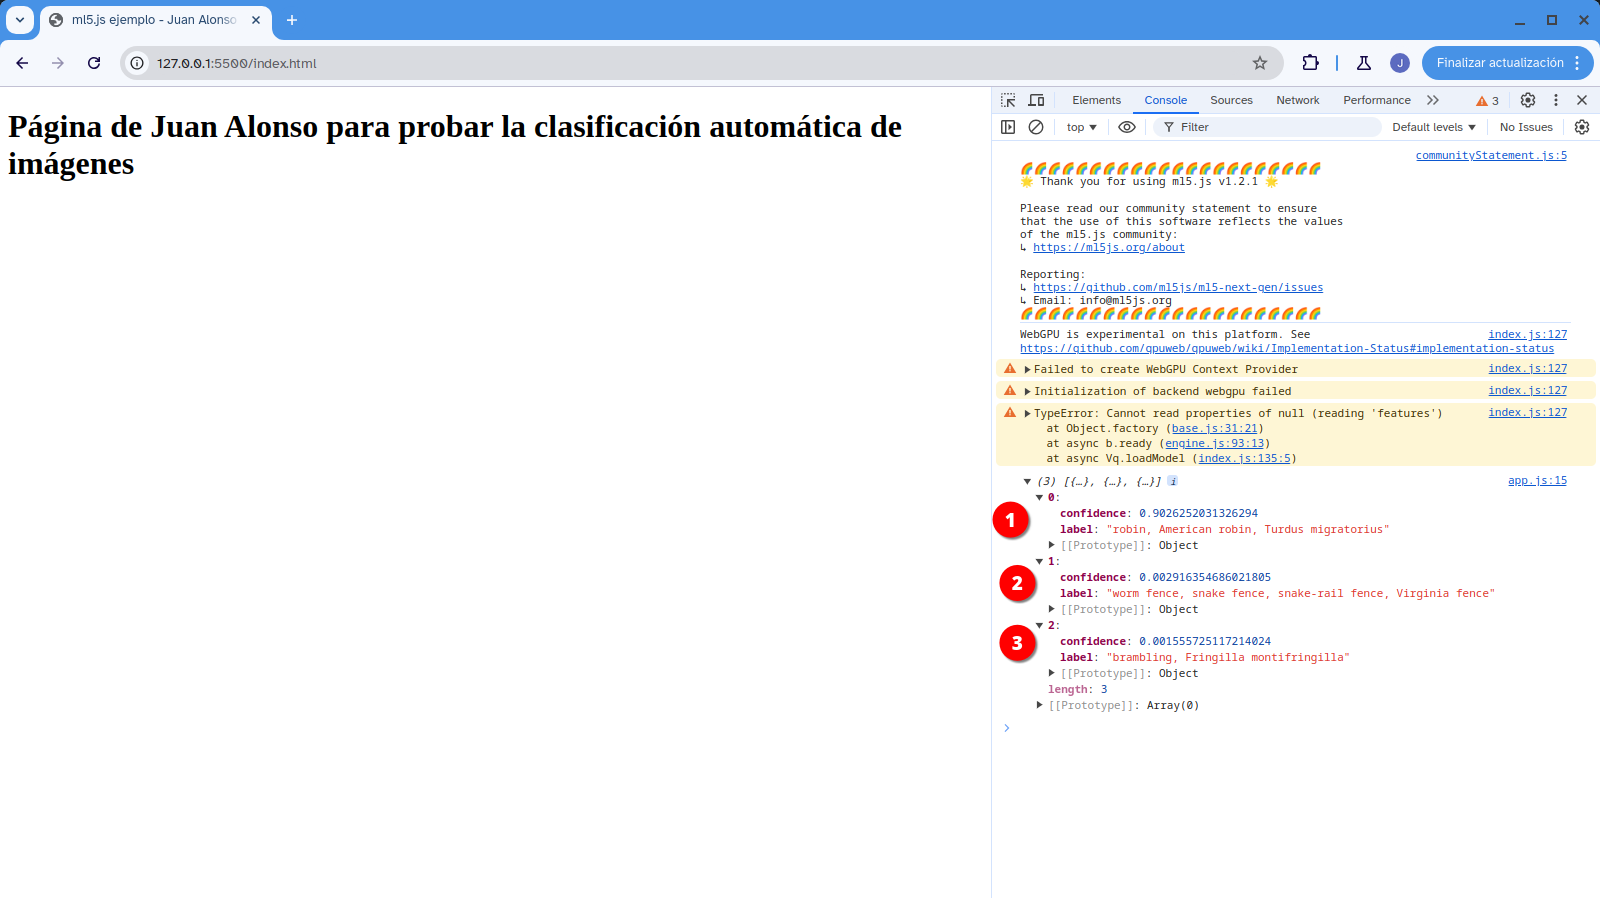 ml5.js ejemplo - Juan Alonso
127.0.0.1:5500/index.html
J
Finalizar actualización
Página de Juan Alonso para probar la clasificación automática de
imágenes
Elements
Console
Sources
Network
Performance
3
top
Filter
Default levels
No Issues
communityStatement.js:5
🌈🌈🌈🌈🌈🌈🌈🌈🌈🌈🌈🌈🌈🌈🌈🌈🌈🌈🌈🌈🌈🌈
🌟 Thank you for using ml5.js v1.2.1 🌟
Please read our community statement to ensure
that the use of this software reflects the values
of the ml5.js community:
↳ https://ml5js.org/about
Reporting:
↳ https://github.com/ml5js/ml5-next-gen/issues
↳ Email: info@ml5js.org
🌈🌈🌈🌈🌈🌈🌈🌈🌈🌈🌈🌈🌈🌈🌈🌈🌈🌈🌈🌈🌈🌈
WebGPU is experimental on this platform. See index.js:127
https://github.com/gpuweb/gpuweb/wiki/Implementation-Status#implementation-status
Failed to create WebGPU Context Provider index.js:127
Initialization of backend webgpu failed index.js:127
TypeError: Cannot read properties of null (reading 'features') index.js:127
at Object.factory (base.js:31:21)
at async b.ready (engine.js:93:13)
at async Vq.loadModel (index.js:135:5)
(3) [{…}, {…}, {…}] i app.js:15
0:
1
confidence: 0.9026252031326294
label: "robin, American robin, Turdus migratorius"
[[Prototype]]: Object
1:
2
confidence: 0.002916354686021805
label: "worm fence, snake fence, snake-rail fence, Virginia fence"
[[Prototype]]: Object
2:
3
confidence: 0.001555725117214024
label: "brambling, Fringilla montifringilla"
[[Prototype]]: Object
length: 3
[[Prototype]]: Array(0)